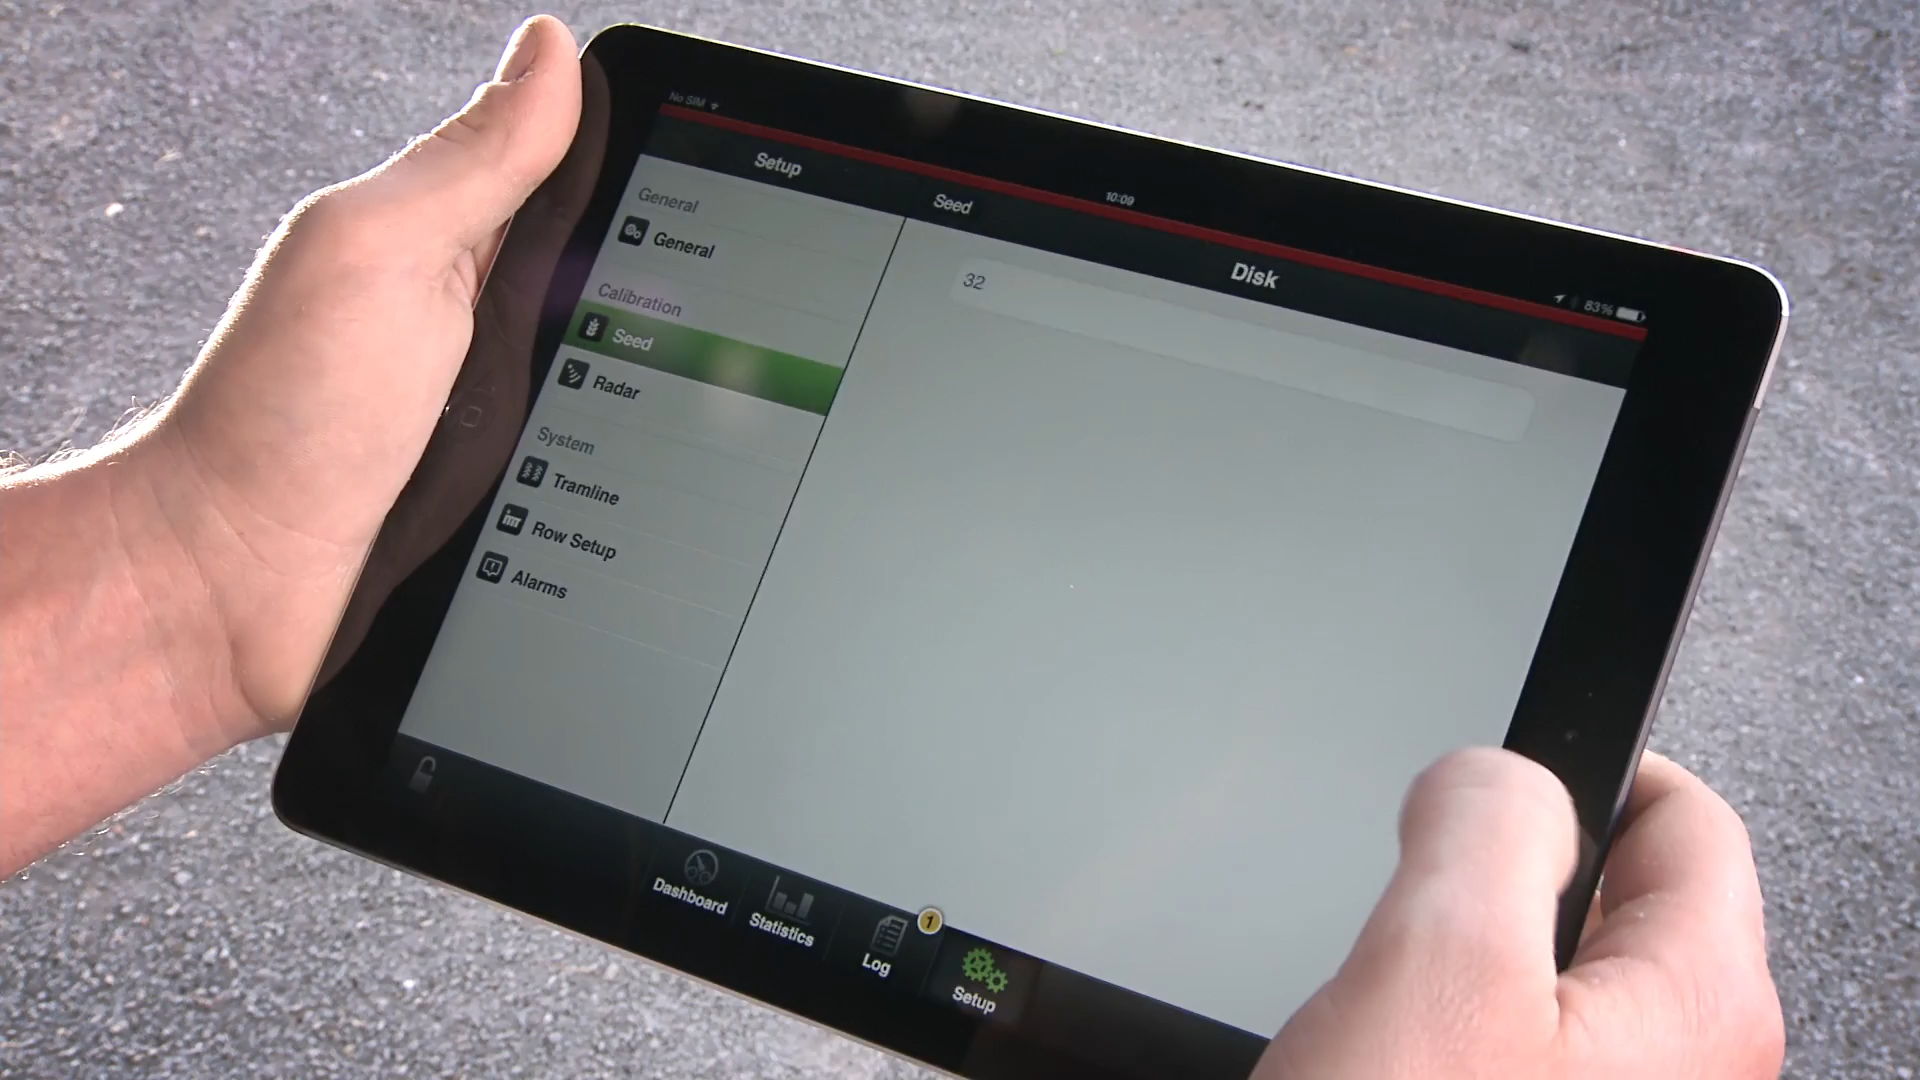 No SIM
10:09
83%
Setup
Seed
Disk
General
General
Calibration
Seed
Radar
System
Tramline
Row Setup
Alarms
32
Dashboard
Statistics
Log
1
Setup